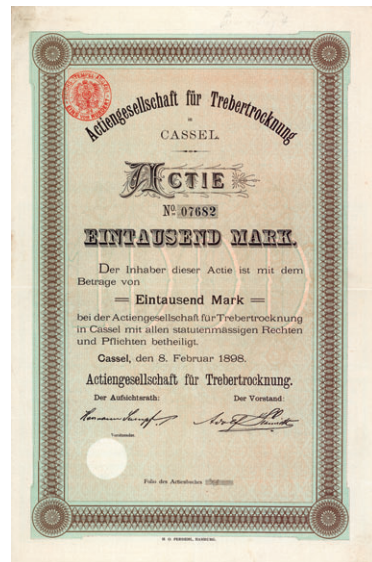 Actiengesellschaft für Trebertrocknung
in
CASSEL.
ACTIE
No. 07682
EINTAUSEND MARK.
Der Inhaber dieser Actie ist mit dem
Betrage von
Eintausend Mark
bei der Actiengesellschaft für Trebertrocknung
in Cassel mit allen statutenmässigen Rechten
und Pflichten betheiligt.
Cassel, den 8. Februar 1898.
Actiengesellschaft für Trebertrocknung.
Der Aufsichtsrath: Der Vorstand:
Vorsitzender.
Folio des Actienbuches